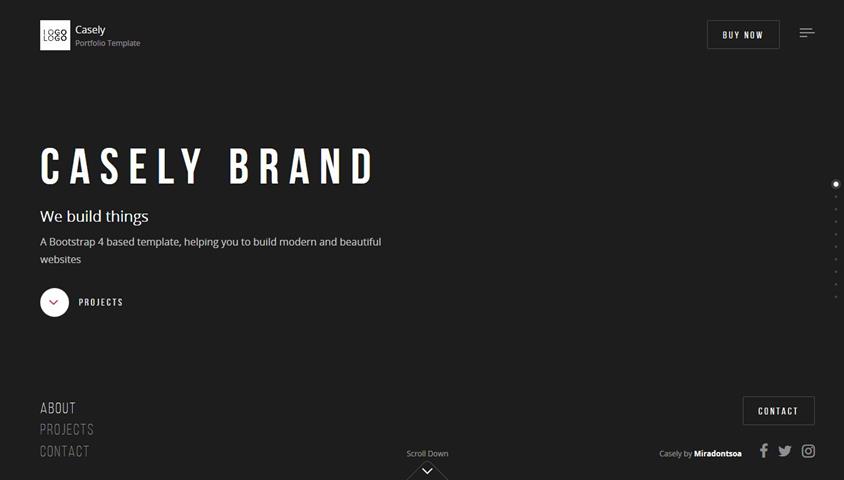 LOGO
LOGO
Casely
Portfolio Template
BUY NOW
CASELY BRAND
We build things
A Bootstrap 4 based template, helping you to build modern and beautiful
websites
PROJECTS
ABOUT
PROJECTS
CONTACT
Scroll Down
CONTACT
Casely by Miradontsoa